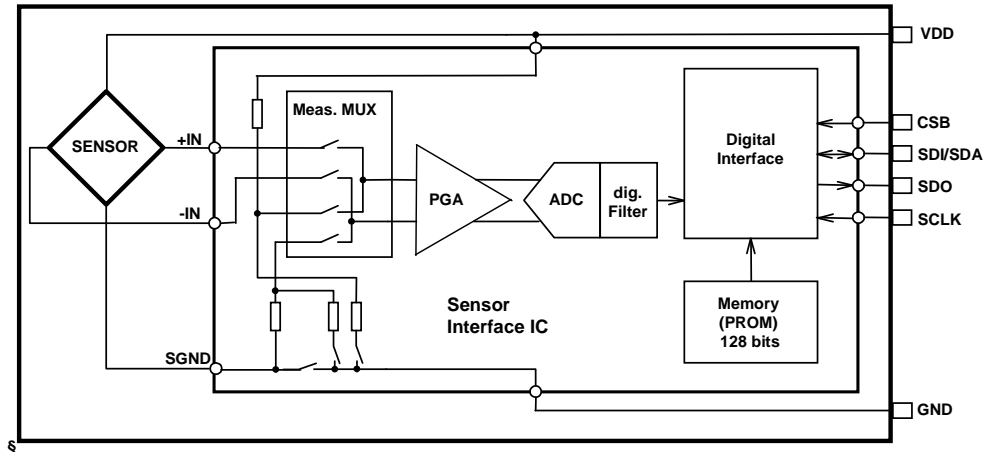 VDD
Meas. MUX
+IN
SENSOR
-IN
PGA
ADC
dig.
Filter
Digital
Interface
CSB
SDI/SDA
SDO
SCLK
Sensor
Interface IC
Memory
(PROM)
128 bits
SGND
GND
§